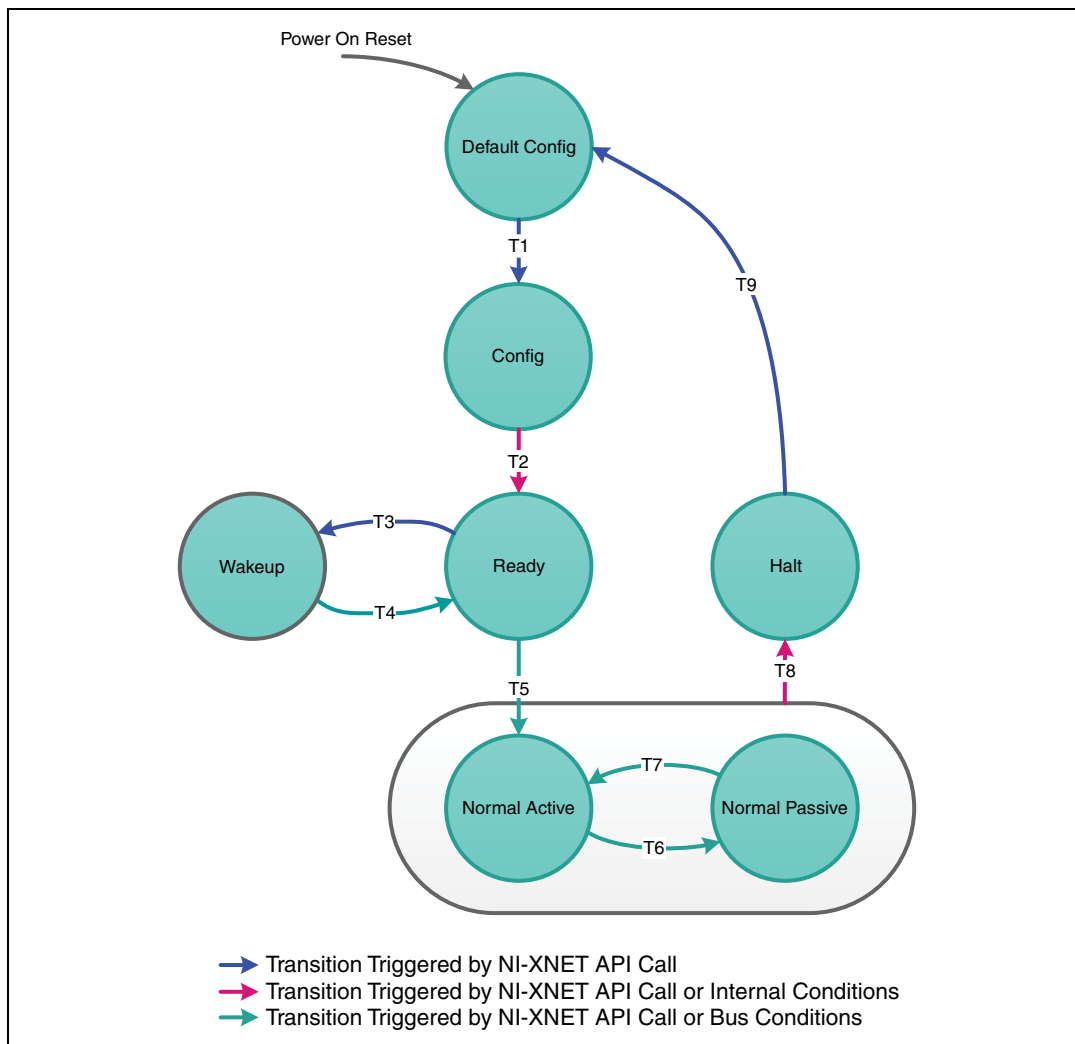 Power On Reset
Default Config
T1
T9
Config
T2
T3
Wakeup
Ready
Halt
T4
T8
T5
T7
Normal Active
Normal Passive
T6
Transition Triggered by NI-XNET API Call
Transition Triggered by NI-XNET API Call or Internal Conditions
Transition Triggered by NI-XNET API Call or Bus Conditions